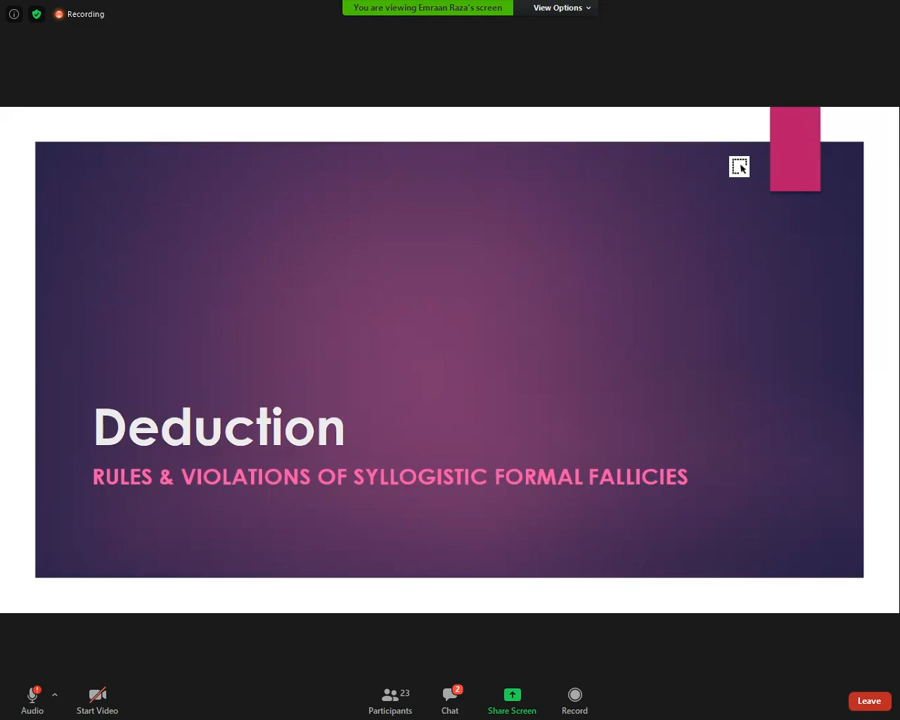 Recording
You are viewing Emraan Raza's screen
View Options
Deduction
RULES & VIOLATIONS OF SYLLOGISTIC FORMAL FALLICIES
Audio
Start Video
Participants
23
Chat
2
Share Screen
Record
Leave